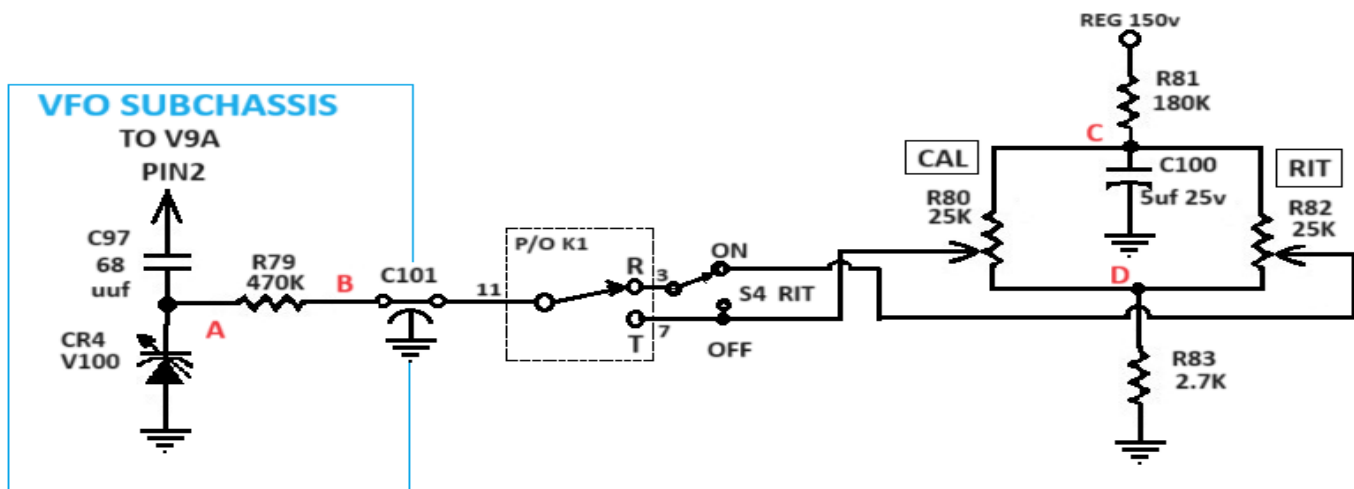 REG 150v
R81
180K
VFO SUBCHASSIS
TO V9A
PIN2
C
CAL
C100
5uf 25v
RIT
R80
25K
R82
25K
C97
68
uuf
R79
470K
B
C101
P/O K1
11
R
3
ON
S4 RIT
D
A
T
7
OFF
CR4
V100
R83
2.7K